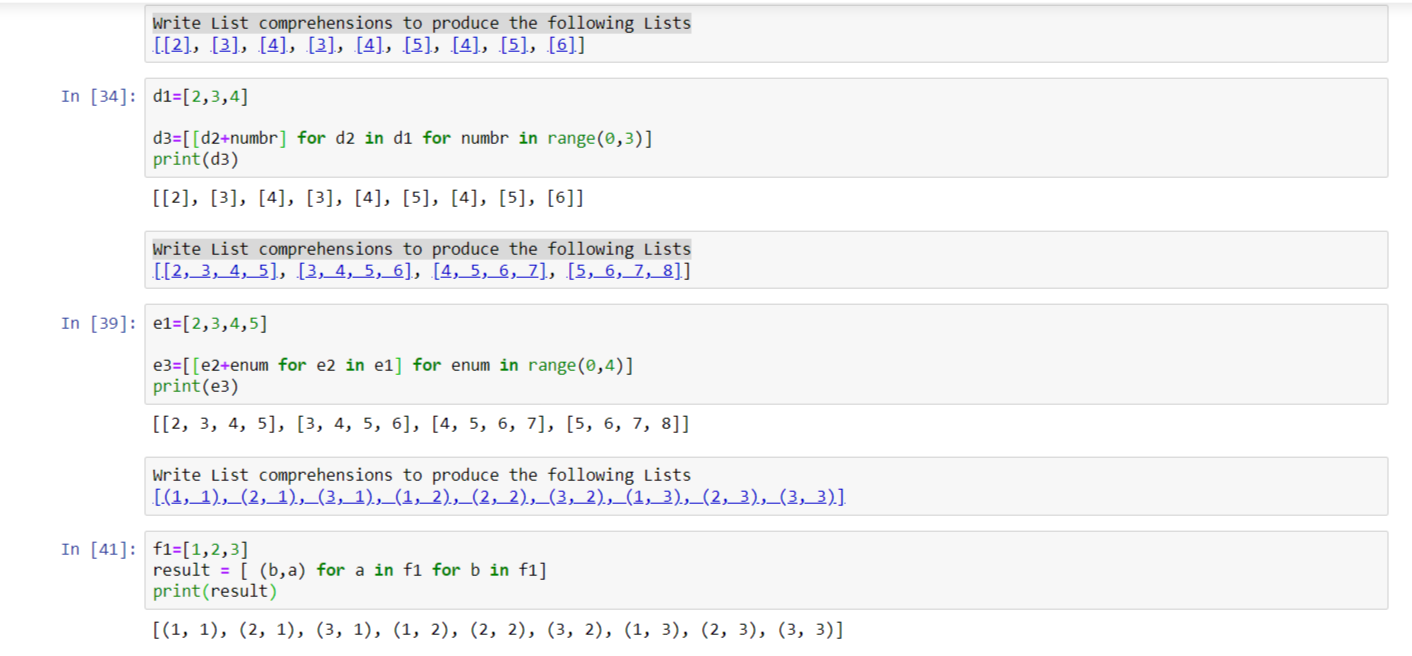 Write List comprehensions to produce the following Lists
[[2], [3], [4], [3], [4], [5], [4], [5], [6]]
In [34]: d1=[2,3,4]
d3=[[d2+numbr] for d2 in d1 for numbr in range(0,3)]
print(d3)
[[2], [3], [4], [3], [4], [5], [4], [5], [6]]
Write List comprehensions to produce the following Lists
[[2, 3, 4, 5], [3, 4, 5, 6], [4, 5, 6, 7], [5, 6, 7, 8]]
In [39]: e1=[2,3,4,5]
e3=[[e2+enum for e2 in e1] for enum in range(0,4)]
print(e3)
[[2, 3, 4, 5], [3, 4, 5, 6], [4, 5, 6, 7], [5, 6, 7, 8]]
Write List comprehensions to produce the following Lists
[(1, 1), (2, 1), (3, 1), (1, 2), (2, 2), (3, 2), (1, 3), (2, 3), (3, 3)]
In [41]: f1=[1,2,3]
result = [ (b,a) for a in f1 for b in f1]
print(result)
[(1, 1), (2, 1), (3, 1), (1, 2), (2, 2), (3, 2), (1, 3), (2, 3), (3, 3)]